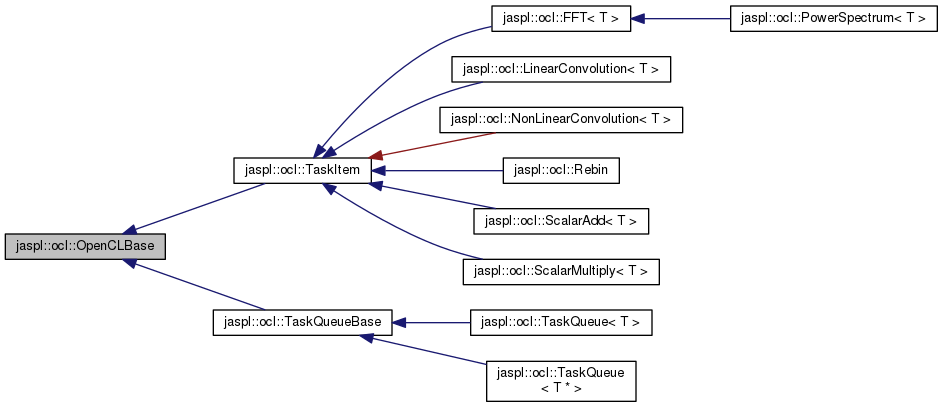 jaspl::ocl::FFT< T >
jaspl::ocl::PowerSpectrum< T >
jaspl::ocl::LinearConvolution< T >
jaspl::ocl::NonLinearConvolution< T >
jaspl::ocl::TaskItem
jaspl::ocl::Rebin
jaspl::ocl::ScalarAdd< T >
jaspl::ocl::OpenCLBase
jaspl::ocl::ScalarMultiply< T >
jaspl::ocl::TaskQueueBase
jaspl::ocl::TaskQueue< T >
jaspl::ocl::TaskQueue
< T * >